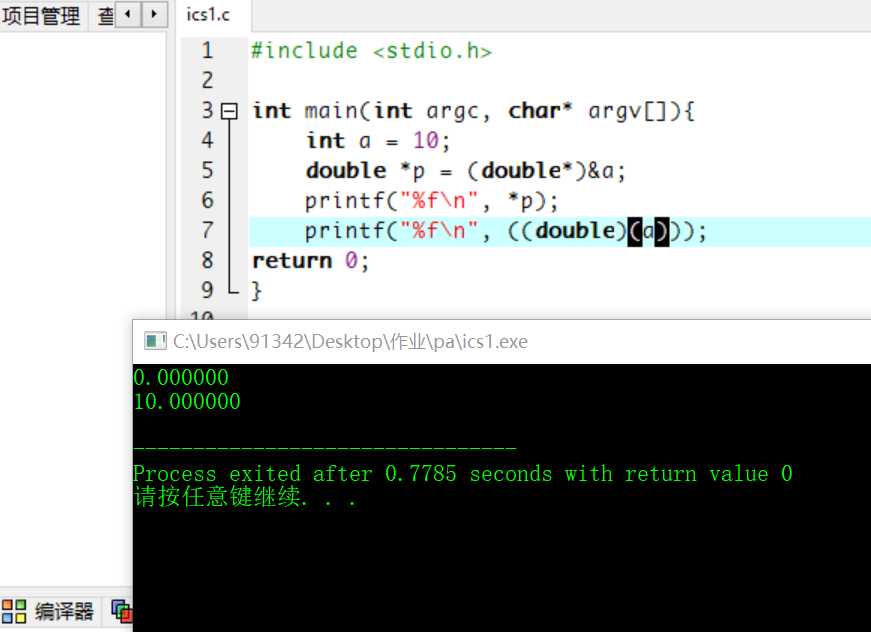 项目管理 查
ics1.c
1 #include <stdio.h>
2
3 int main(int argc, char* argv[]){
4 int a = 10;
5 double *p = (double*)&a;
6 printf("%f\n", *p);
7 printf("%f\n", ((double)(a)));
8 return 0;
9 }
10
C:\Users\91342\Desktop\作业\pa\ics1.exe
0.000000
10.000000
--------------------------------
Process exited after 0.7785 seconds with return value 0
请按任意键继续. . .
编译器